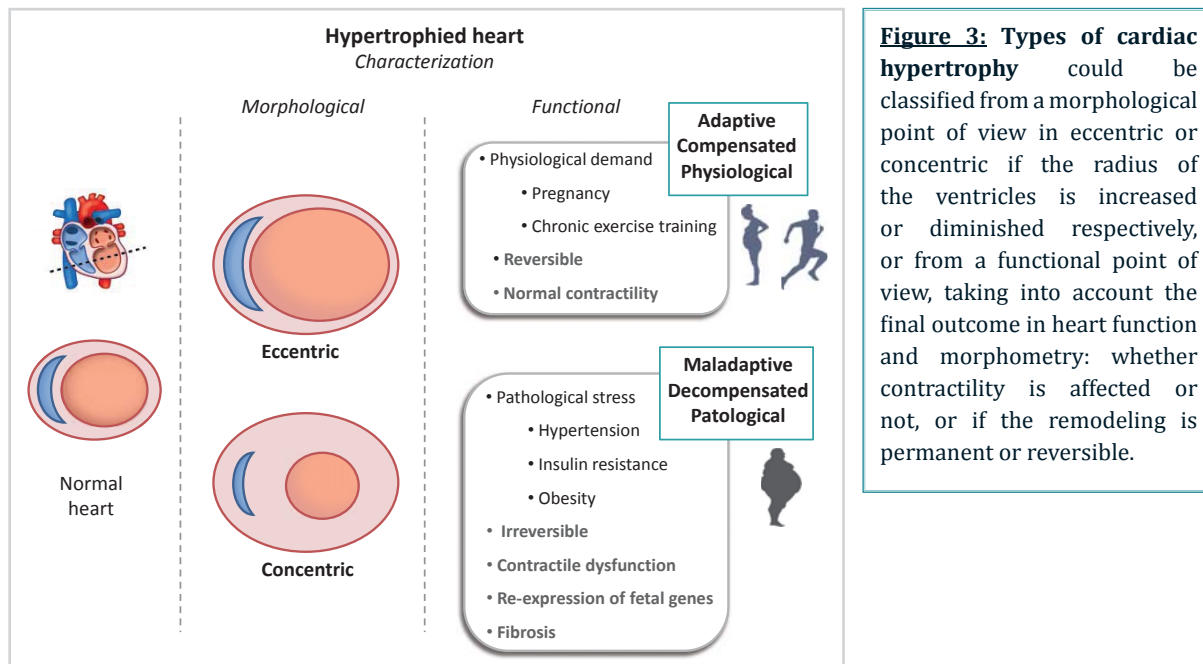 Hypertrophied heart
Characterization
Morphological
Functional
Normal
heart
Eccentric
Concentric
Adaptive
Compensated
Physiological
• Physiological demand
• Pregnancy
• Chronic exercise training
• Reversible
• Normal contractility
Maladaptive
Decompensated
Patological
• Pathological stress
• Hypertension
• Insulin resistance
• Obesity
• Irreversible
• Contractile dysfunction
• Re-expression of fetal genes
• Fibrosis
Figure 3: Types of cardiac
hypertrophy could be
classified from a morphological
point of view in eccentric or
concentric if the radius of
the ventricles is increased
or diminished respectively,
or from a functional point of
view, taking into account the
final outcome in heart function
and morphometry: whether
contractility is affected or
not, or if the remodeling is
permanent or reversible.